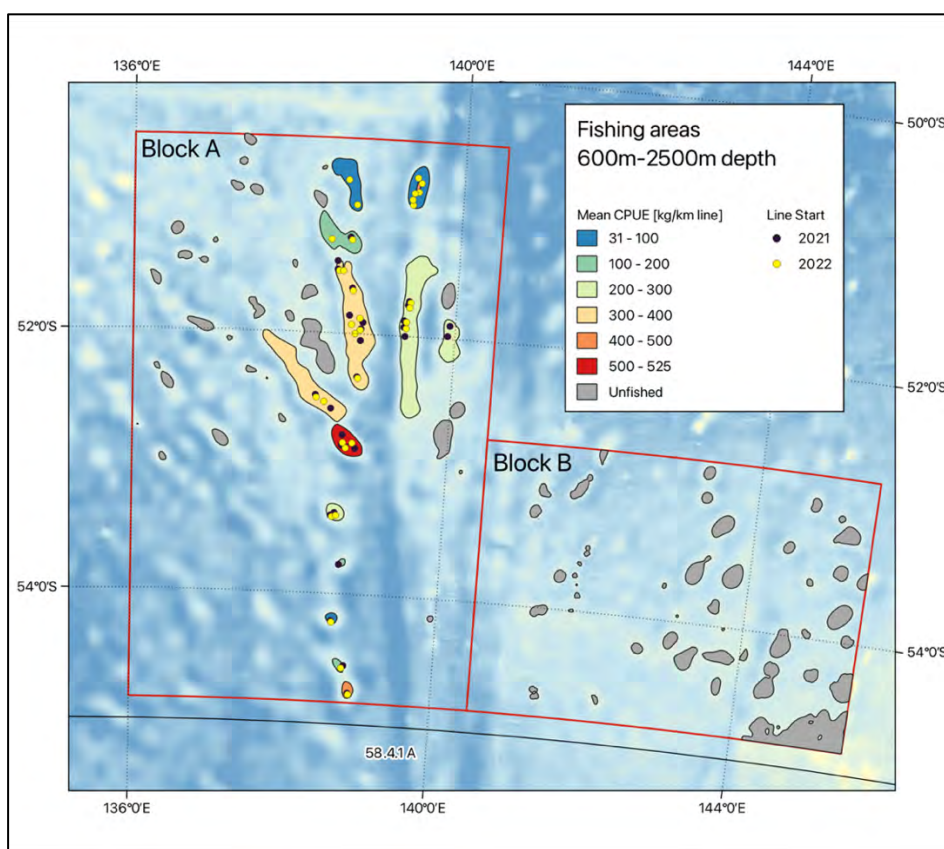 136°0'E
140°0'E
144°0'E
50°0'S
Block A
Fishing areas
600m-2500m depth
Mean CPUE [kg/km line]
Line Start
31 - 100
2021
100 - 200
2022
200 - 300
300 - 400
400 - 500
500 - 525
Unfished
52°0'S
52°0'S
Block B
54°0'S
54°0'S
58.4.1 A
136°0'E
140°0'E
144°0'E